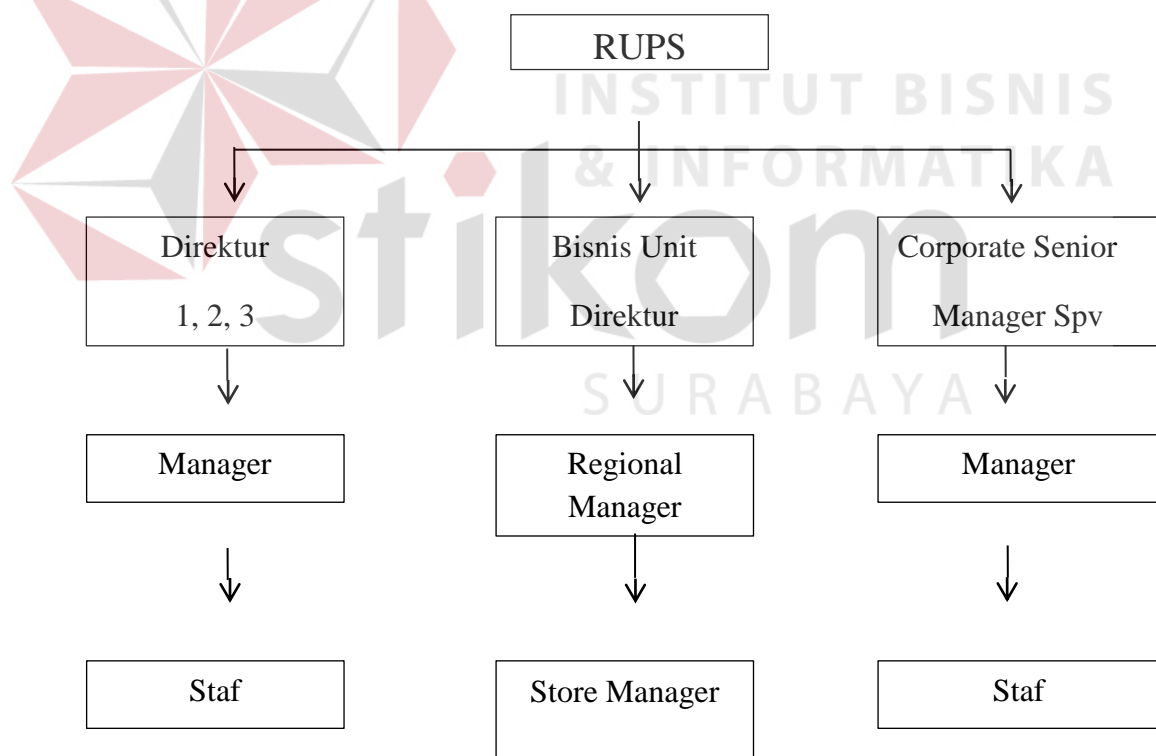 RUPS
INSTITUT BISNIS
& INFORMATIKA
stikom
SURABAYA
Direktur
1, 2, 3
Bisnis Unit
Direktur
Corporate Senior
Manager Spv
Manager
Regional
Manager
Manager
Staf
Store Manager
Staf